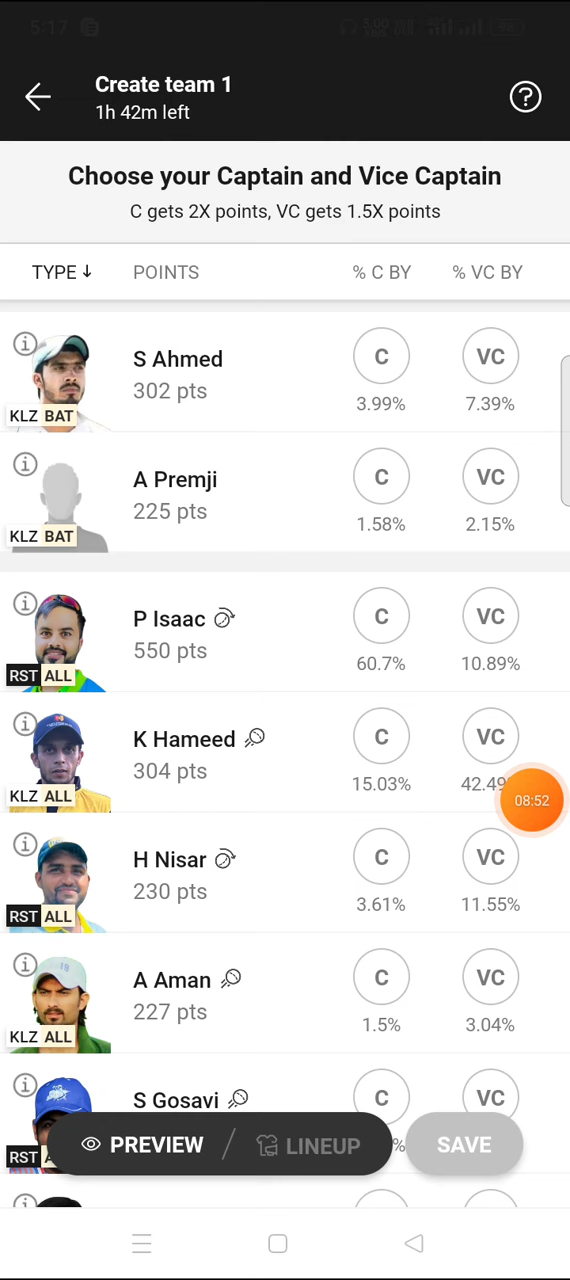 5:17
Create team 1
1h 42m left
Choose your Captain and Vice Captain
C gets 2X points, VC gets 1.5X points
TYPE ↓ POINTS % C BY % VC BY
S Ahmed C VC
302 pts 3.99% 7.39%
KLZ BAT
A Premji C VC
225 pts 1.58% 2.15%
KLZ BAT
P Isaac C VC
550 pts 60.7% 10.89%
RST ALL
K Hameed C VC
304 pts 15.03% 42.49
KLZ ALL
08:52
H Nisar C VC
230 pts 3.61% 11.55%
RST ALL
A Aman C VC
227 pts 1.5% 3.04%
KLZ ALL
S Gosavi C VC
RST
PREVIEW / LINEUP % SAVE